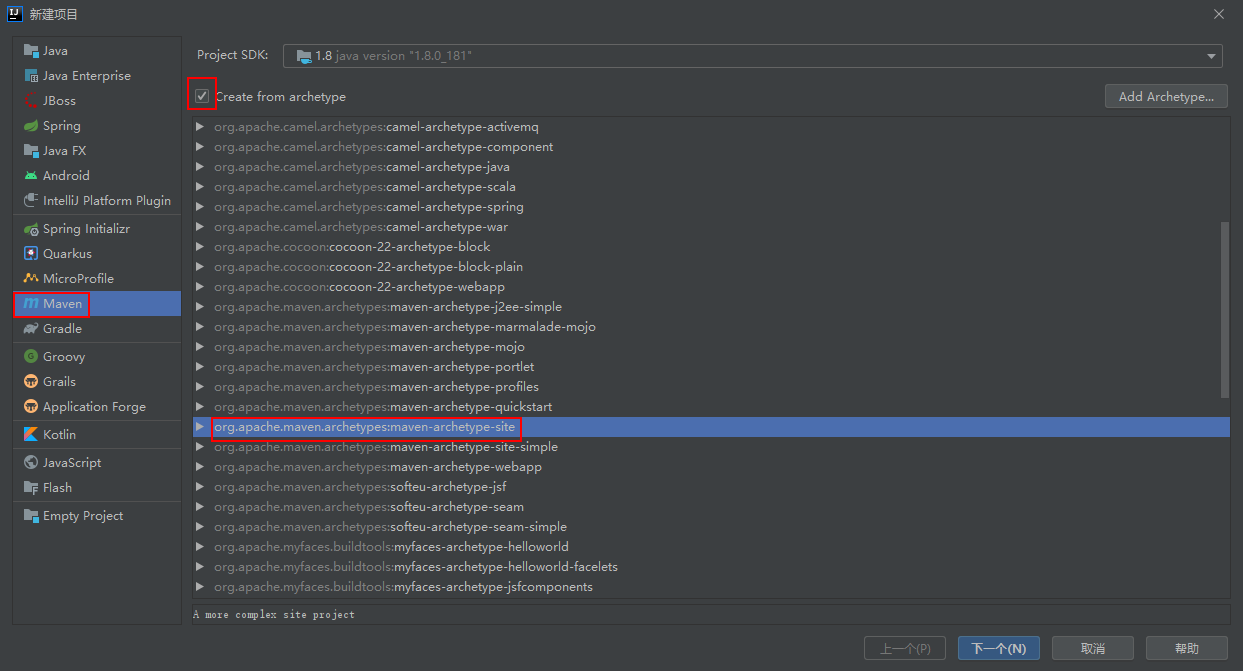 新建项目
Java
Java Enterprise
JBoss
Spring
Java FX
Android
IntelliJ Platform Plugin
Spring Initializr
Quarkus
MicroProfile
Maven
Gradle
Groovy
Grails
Application Forge
Kotlin
JavaScript
Flash
Empty Project
Project SDK: 1.8 java version "1.8.0_181"
Create from archetype Add Archetype...
org.apache.camel.archetypes:camel-archetype-activemq
org.apache.camel.archetypes:camel-archetype-component
org.apache.camel.archetypes:camel-archetype-java
org.apache.camel.archetypes:camel-archetype-scala
org.apache.camel.archetypes:camel-archetype-spring
org.apache.camel.archetypes:camel-archetype-war
org.apache.cocoon:cocoon-22-archetype-block
org.apache.cocoon:cocoon-22-archetype-block-plain
org.apache.cocoon:cocoon-22-archetype-webapp
org.apache.maven.archetypes:maven-archetype-j2ee-simple
org.apache.maven.archetypes:maven-archetype-marmalade-mojo
org.apache.maven.archetypes:maven-archetype-mojo
org.apache.maven.archetypes:maven-archetype-portlet
org.apache.maven.archetypes:maven-archetype-profiles
org.apache.maven.archetypes:maven-archetype-quickstart
org.apache.maven.archetypes:maven-archetype-site
org.apache.maven.archetypes:maven-archetype-site-simple
org.apache.maven.archetypes:maven-archetype-webapp
org.apache.maven.archetypes:softeu-archetype-jsf
org.apache.maven.archetypes:softeu-archetype-seam
org.apache.maven.archetypes:softeu-archetype-seam-simple
org.apache.myfaces.buildtools:myfaces-archetype-helloworld
org.apache.myfaces.buildtools:myfaces-archetype-helloworld-facelets
org.apache.myfaces.buildtools:myfaces-archetype-jsfcomponents
A more complex site project
上一个(P) 下一个(N) 取消 帮助